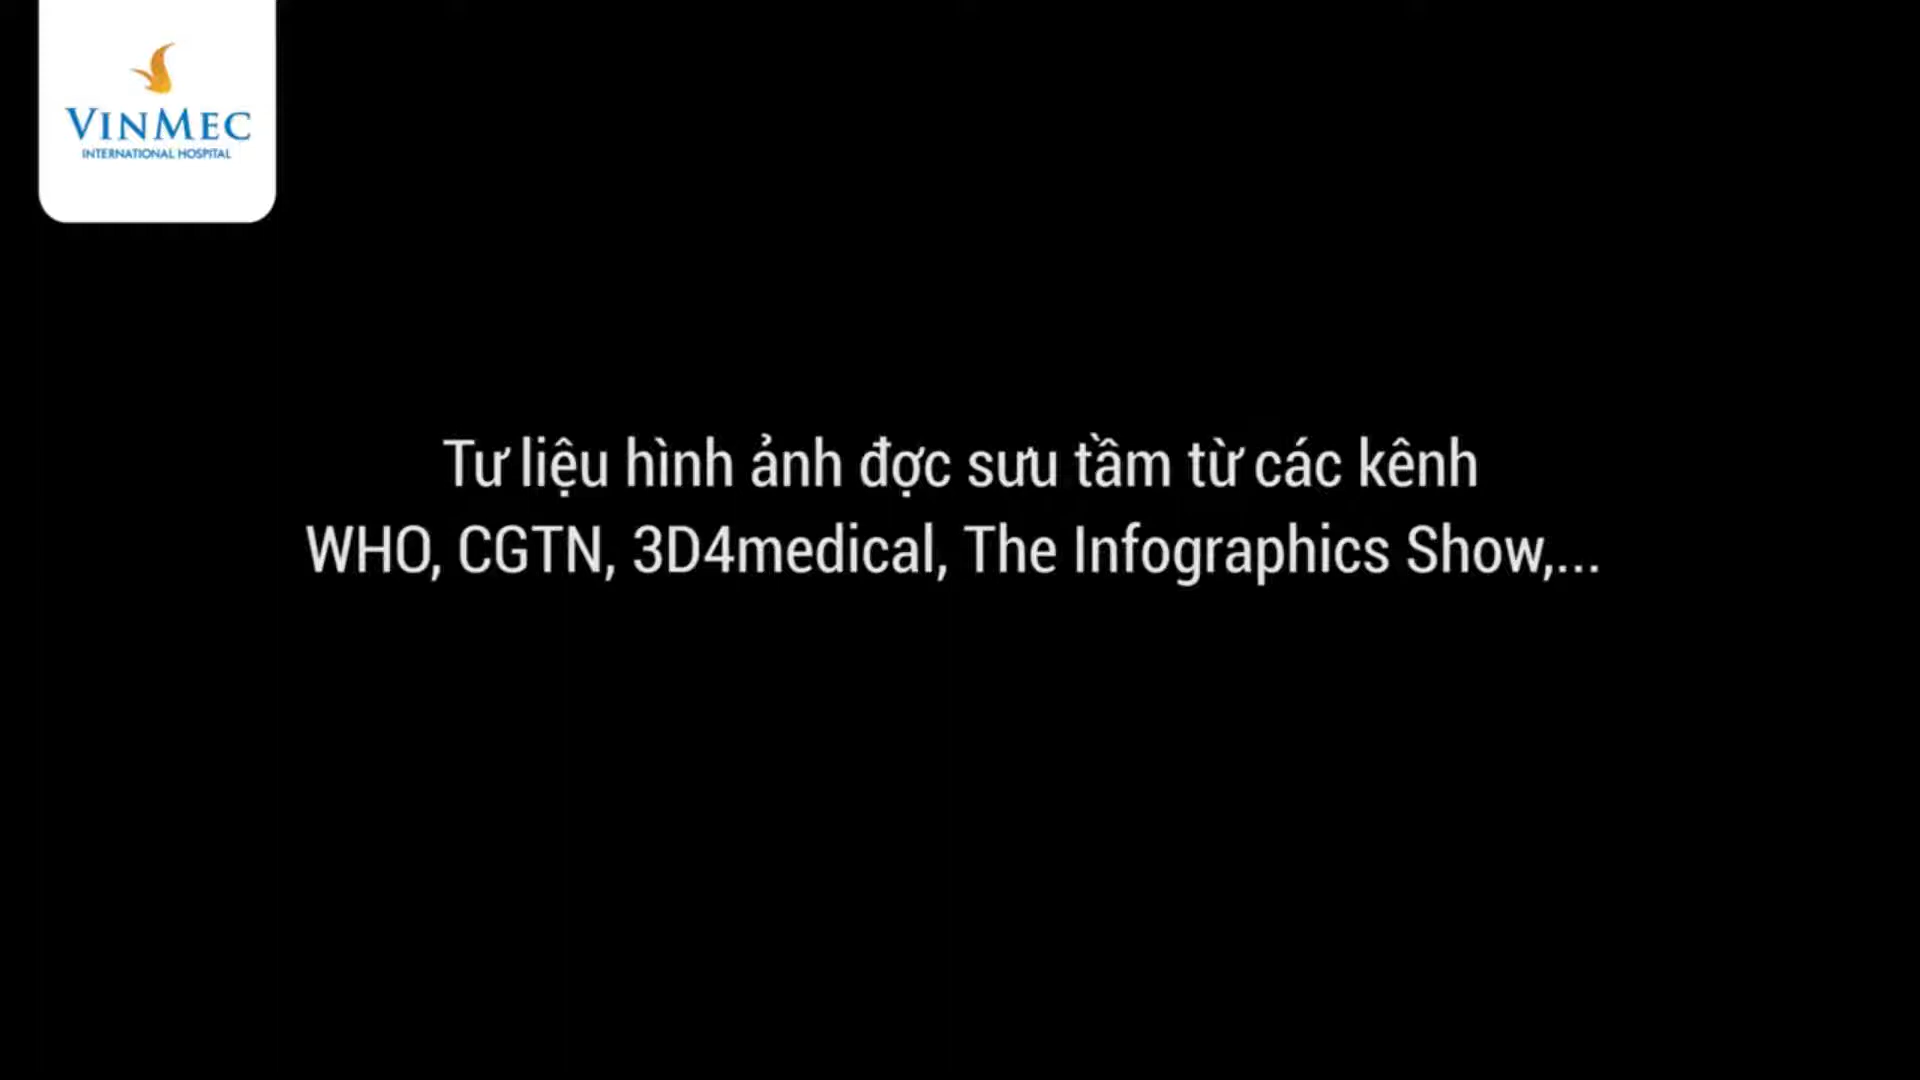 VINMEC
INTERNATIONAL HOSPITAL
Tư liệu hình ảnh đợc sưu tầm từ các kênh
WHO, CGTN, 3D4medical, The Infographics Show,...